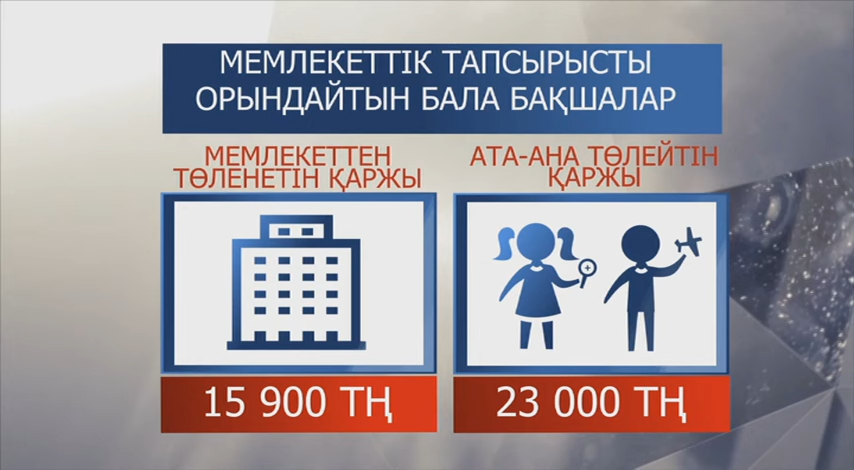 МЕМЛЕКЕТТІК ТАПСЫРЫСТЫ
ОРЫНДАЙТЫН БАЛА БАҚШАЛАР
МЕМЛЕКЕТТЕН
ТӨЛЕНЕТІН ҚАРЖЫ
АТА-АНА ТӨЛЕЙТІН
ҚАРЖЫ
15 900 ТҢ
23 000 ТҢ